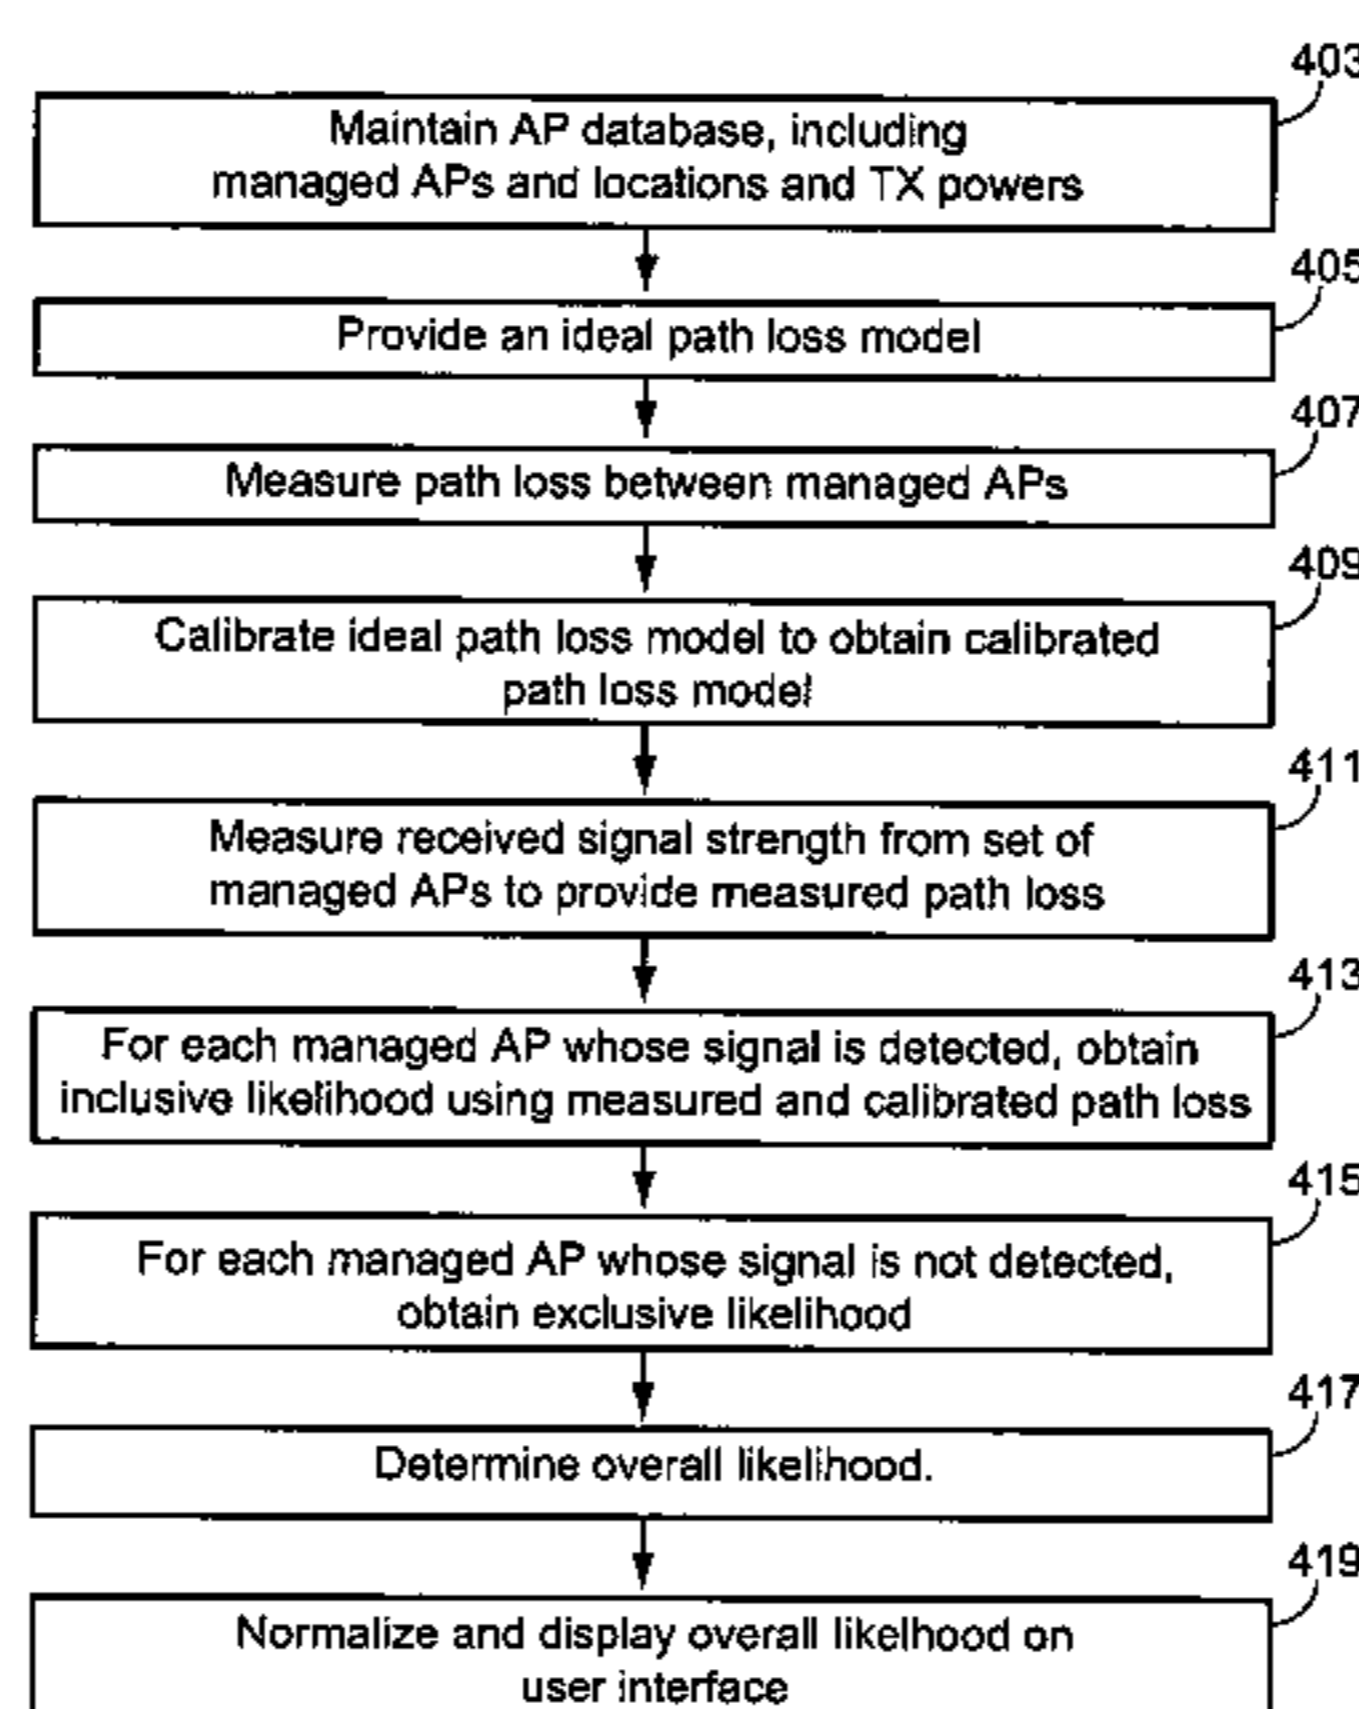 403
Maintain AP database, including
managed APs and locations and TX powers
405
Provide an ideal path loss model
407
Measure path loss between managed APs
409
Calibrate ideal path loss model to obtain calibrated
path loss model
411
Measure received signal strength from set of
managed APs to provide measured path loss
413
For each managed AP whose signal is detected, obtain
inclusive likelihood using measured and calibrated path loss
415
For each managed AP whose signal is not detected,
obtain exclusive likelihood
417
Determine overall likelihood.
419
Normalize and display overall likelhood on
user interface